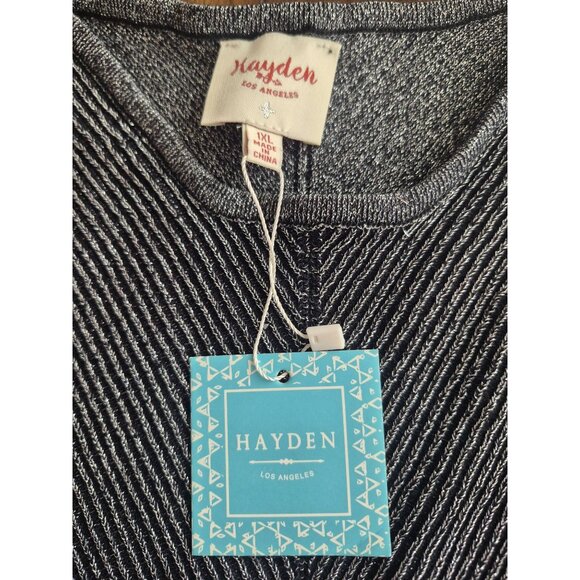 Hayden
LOS ANGELES
1XL
MADE
IN
CHINA
HAYDEN
LOS ANGELES